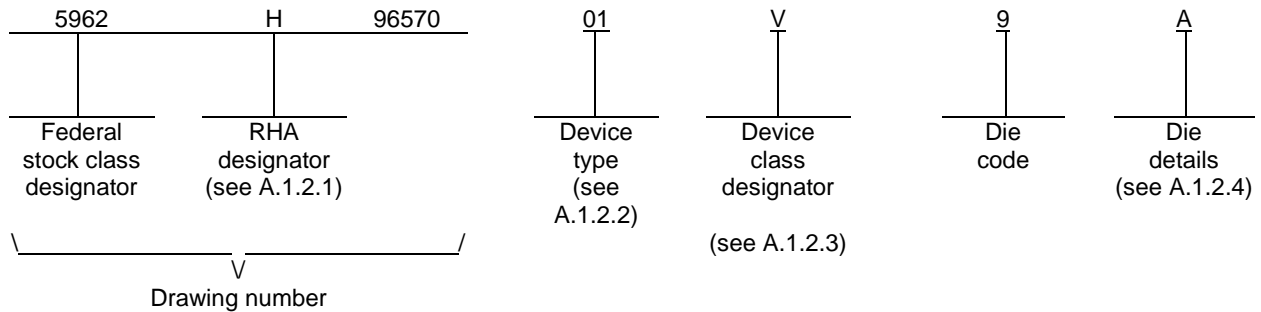 5962 H 96570 01 V 9 A
Federal stock class designator
RHA designator (see A.1.2.1)
Device type (see A.1.2.2)
Device class designator (see A.1.2.3)
Die code
Die details (see A.1.2.4)
Drawing number